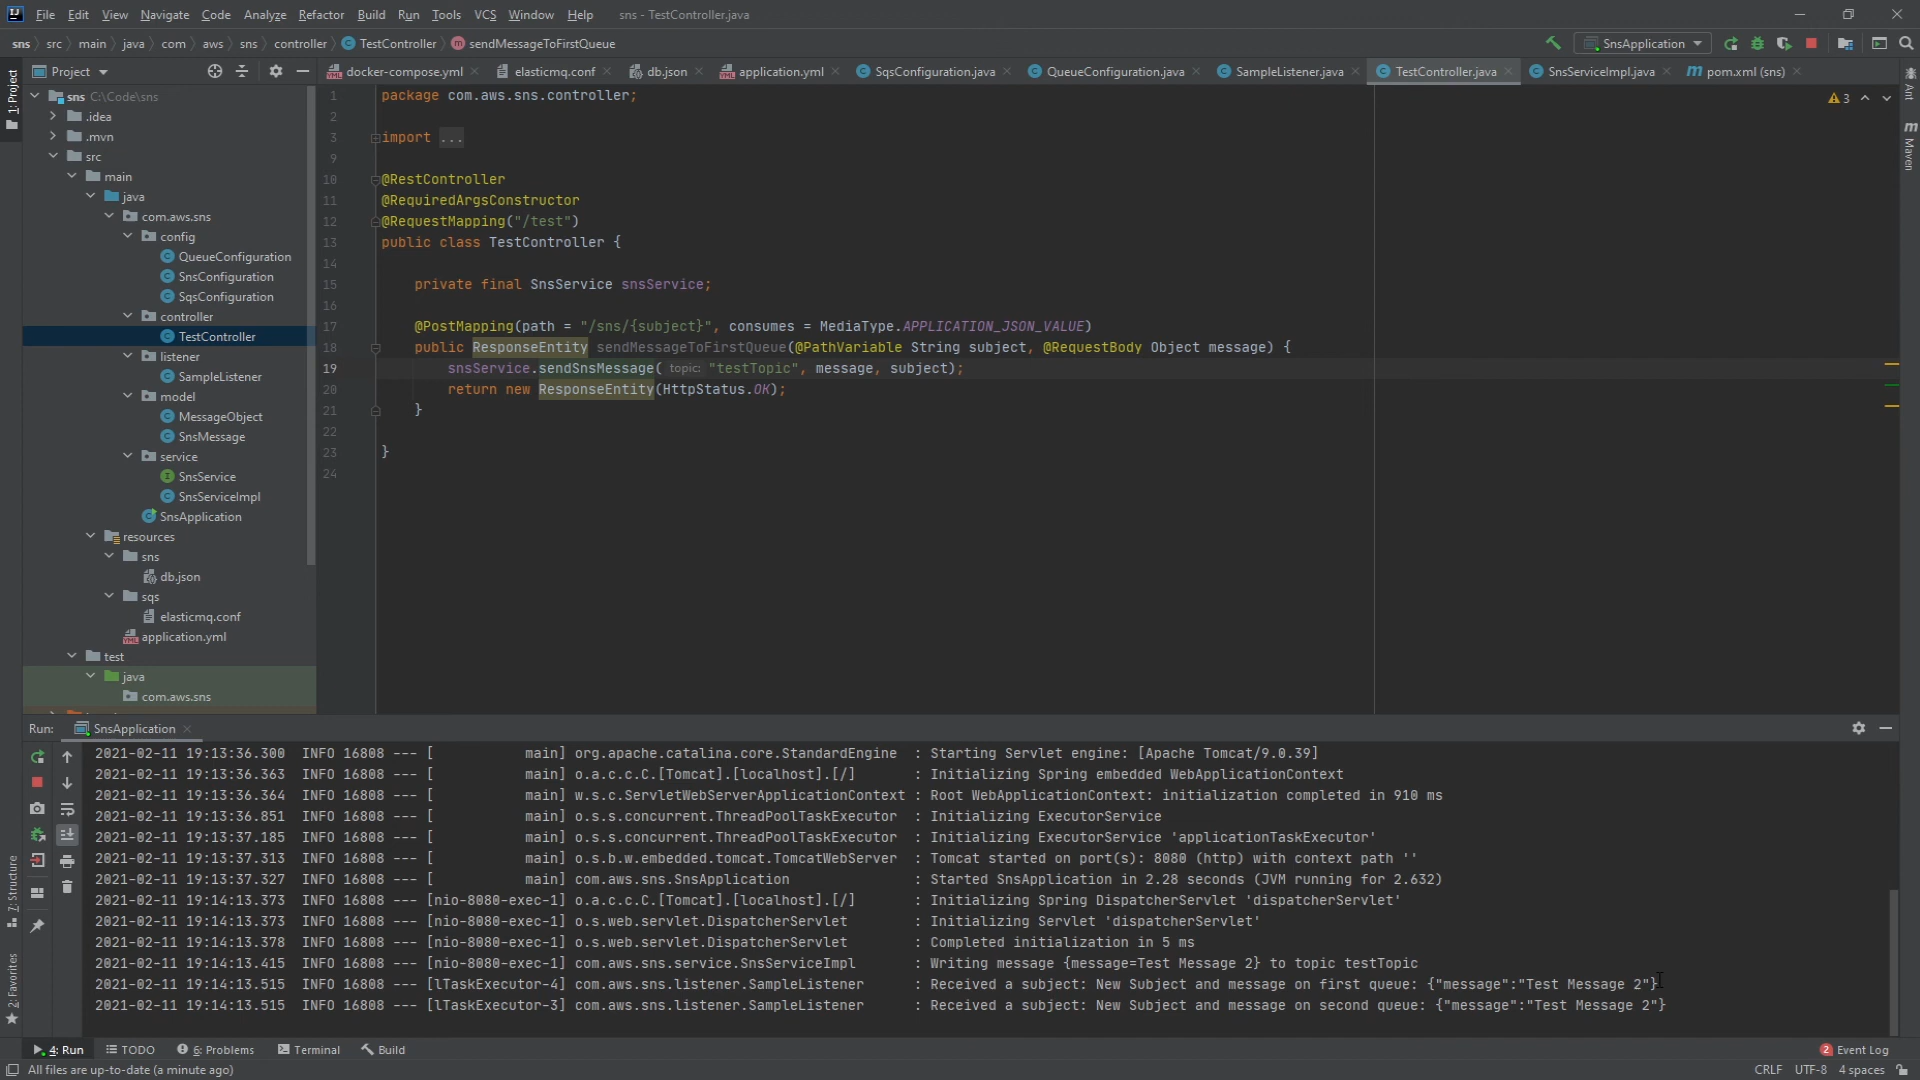 File Edit View Navigate Code Analyze Refactor Build Run Tools VCS Window Help sns - TestController.java
sns src main java com aws sns controller TestController sendMessageToFirstQueue SnsApplication
Project
docker-compose.yml elasticmq.conf db.json application.yml SqsConfiguration.java QueueConfiguration.java SampleListener.java TestController.java SnsServiceImpl.java pom.xml (sns)
1: Project
7: Structure
2: Favorites
Ant
Maven
sns C:\Code\sns
.idea
.mvn
src
main
java
com.aws.sns
config
QueueConfiguration
SnsConfiguration
SqsConfiguration
controller
TestController
listener
SampleListener
model
MessageObject
SnsMessage
service
SnsService
SnsServiceImpl
SnsApplication
resources
sns
db.json
sqs
elasticmq.conf
application.yml
test
java
com.aws.sns
3
1 package com.aws.sns.controller;
2
3 import ...
9
10 @RestController
11 @RequiredArgsConstructor
12 @RequestMapping("/test")
13 public class TestController {
14
15 private final SnsService snsService;
16
17 @PostMapping(path = "/sns/{subject}", consumes = MediaType.APPLICATION_JSON_VALUE)
18 public ResponseEntity sendMessageToFirstQueue(@PathVariable String subject, @RequestBody Object message) {
19 snsService.sendSnsMessage( topic: "testTopic", message, subject);
20 return new ResponseEntity(HttpStatus.OK);
21 }
22
23 }
24
Run: SnsApplication
2021-02-11 19:13:36.300 INFO 16808 --- [ main] org.apache.catalina.core.StandardEngine : Starting Servlet engine: [Apache Tomcat/9.0.39]
2021-02-11 19:13:36.363 INFO 16808 --- [ main] o.a.c.c.C.[Tomcat].[localhost].[/] : Initializing Spring embedded WebApplicationContext
2021-02-11 19:13:36.364 INFO 16808 --- [ main] w.s.c.ServletWebServerApplicationContext : Root WebApplicationContext: initialization completed in 910 ms
2021-02-11 19:13:36.851 INFO 16808 --- [ main] o.s.s.concurrent.ThreadPoolTaskExecutor : Initializing ExecutorService
2021-02-11 19:13:37.185 INFO 16808 --- [ main] o.s.s.concurrent.ThreadPoolTaskExecutor : Initializing ExecutorService 'applicationTaskExecutor'
2021-02-11 19:13:37.313 INFO 16808 --- [ main] o.s.b.w.embedded.tomcat.TomcatWebServer : Tomcat started on port(s): 8080 (http) with context path ''
2021-02-11 19:13:37.327 INFO 16808 --- [ main] com.aws.sns.SnsApplication : Started SnsApplication in 2.28 seconds (JVM running for 2.632)
2021-02-11 19:14:13.373 INFO 16808 --- [nio-8080-exec-1] o.a.c.c.C.[Tomcat].[localhost].[/] : Initializing Spring DispatcherServlet 'dispatcherServlet'
2021-02-11 19:14:13.373 INFO 16808 --- [nio-8080-exec-1] o.s.web.servlet.DispatcherServlet : Initializing Servlet 'dispatcherServlet'
2021-02-11 19:14:13.378 INFO 16808 --- [nio-8080-exec-1] o.s.web.servlet.DispatcherServlet : Completed initialization in 5 ms
2021-02-11 19:14:13.415 INFO 16808 --- [nio-8080-exec-1] com.aws.sns.service.SnsServiceImpl : Writing message {message=Test Message 2} to topic testTopic
2021-02-11 19:14:13.515 INFO 16808 --- [lTaskExecutor-4] com.aws.sns.listener.SampleListener : Received a subject: New Subject and message on first queue: {"message":"Test Message 2"}
2021-02-11 19:14:13.515 INFO 16808 --- [lTaskExecutor-3] com.aws.sns.listener.SampleListener : Received a subject: New Subject and message on second queue: {"message":"Test Message 2"}
4: Run TODO 6: Problems Terminal Build 2 Event Log
All files are up-to-date (a minute ago) CRLF UTF-8 4 spaces